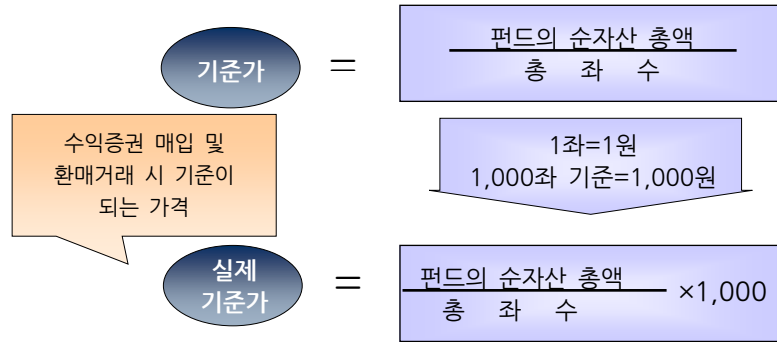 기준가
=
펀드의 순자산 총액
총 좌 수
수익증권 매입 및
환매거래 시 기준이
되는 가격
1좌=1원
1,000좌 기준=1,000원
실제
기준가
=
펀드의 순자산 총액
총 좌 수
×1,000